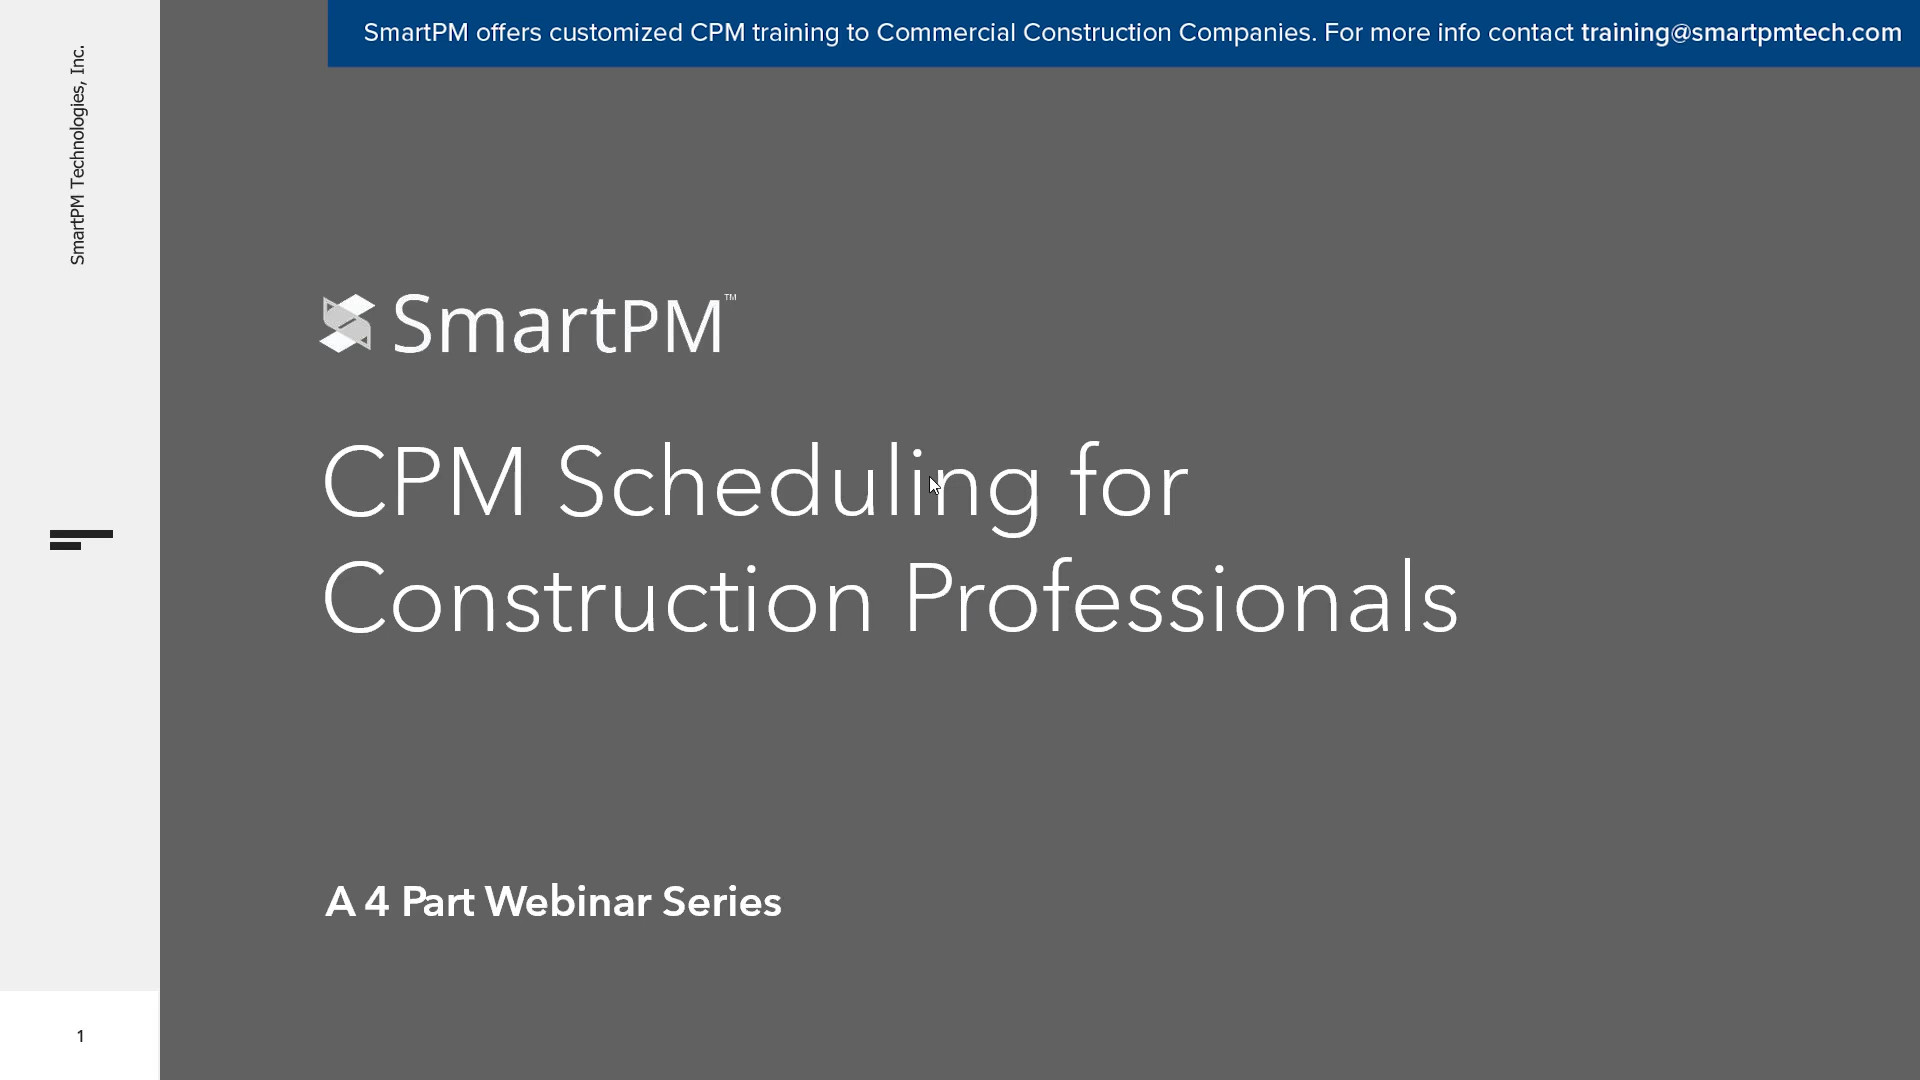 SmartPM offers customized CPM training to Commercial Construction Companies. For more info contact training@smartpmtech.com
SmartPM Technologies, Inc.
SmartPM™
CPM Scheduling for
Construction Professionals
A 4 Part Webinar Series
1